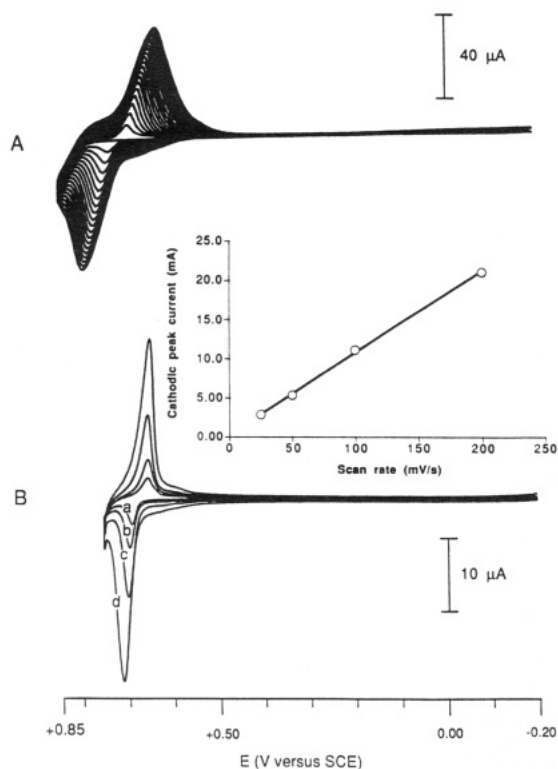 A
40 μA
25.0
20.0
15.0
10.0
5.00
0.00
Cathodic peak current (mA)
0 50 100 150 200 250
Scan rate (mV/s)
B
a
b
c
d
10 μA
+0.85 +0.50 0.00 -0.20
E (V versus SCE)